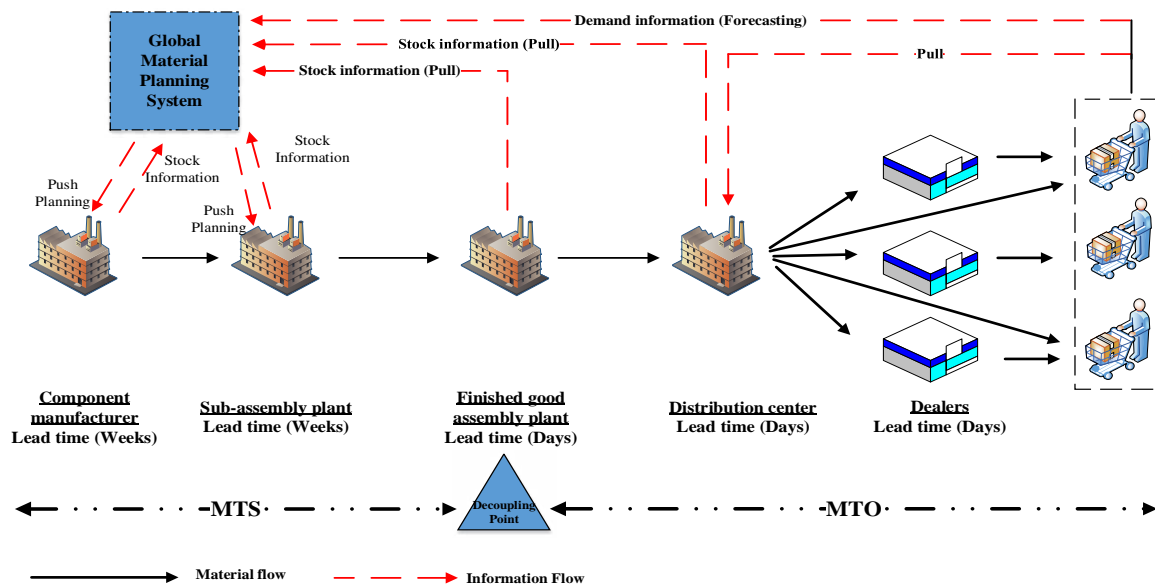 Demand information (Forecasting)
Global
Material
Planning
System
Stock information (Pull)
Pull
Stock information (Pull)
Stock
Information
Stock
Information
Push
Planning
Push
Planning
Component
manufacturer
Lead time (Weeks)
Sub-assembly plant
Lead time (Weeks)
Finished good
assembly plant
Lead time (Days)
Distribution center
Lead time (Days)
Dealers
Lead time (Days)
MTS
Decoupling
Point
MTO
Material flow
Information Flow